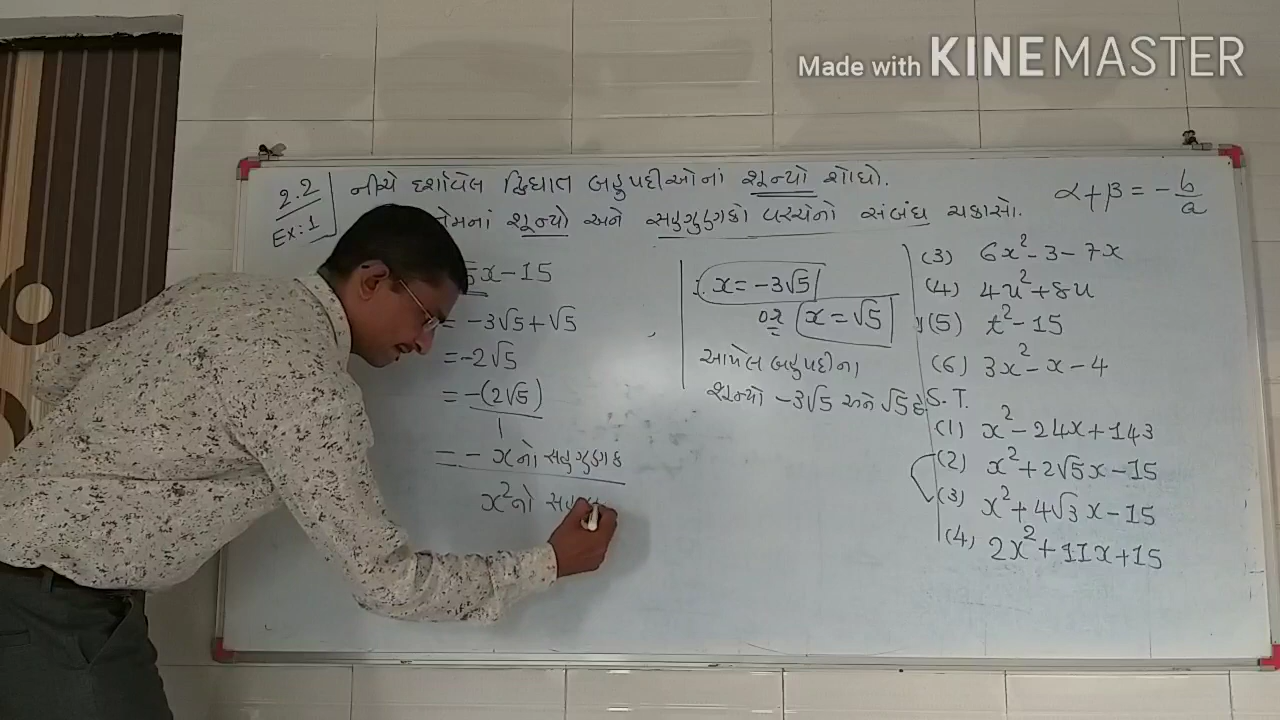 Made with KINEMASTER
2.2
Ex:1
નીચે દર્શાવેલ દ્વિઘાત બહુપદીઓનાં શૂન્યો શોધો.
તેમનાં શૂન્યો અને સહગુણકો વચ્ચેનો સંબંધ ચકાસો.
α+β = -b/a
5x-15
= -3√5+√5
= -2√5
= -(2√5)
1
= - xનો સહગુણક
x²નો
x = -3√5
or x = √5
આપેલ બહુપદીના
શૂન્યો -3√5 અને √5 છે
(3) 6x²-3-7x
(4) 4u²+8u
(5) t²-15
(6) 3x²-x-4
S.T.
(1) x²-24x+143
(2) x²+2√5x-15
(3) x²+4√3x-15
(4) 2x²+11x+15